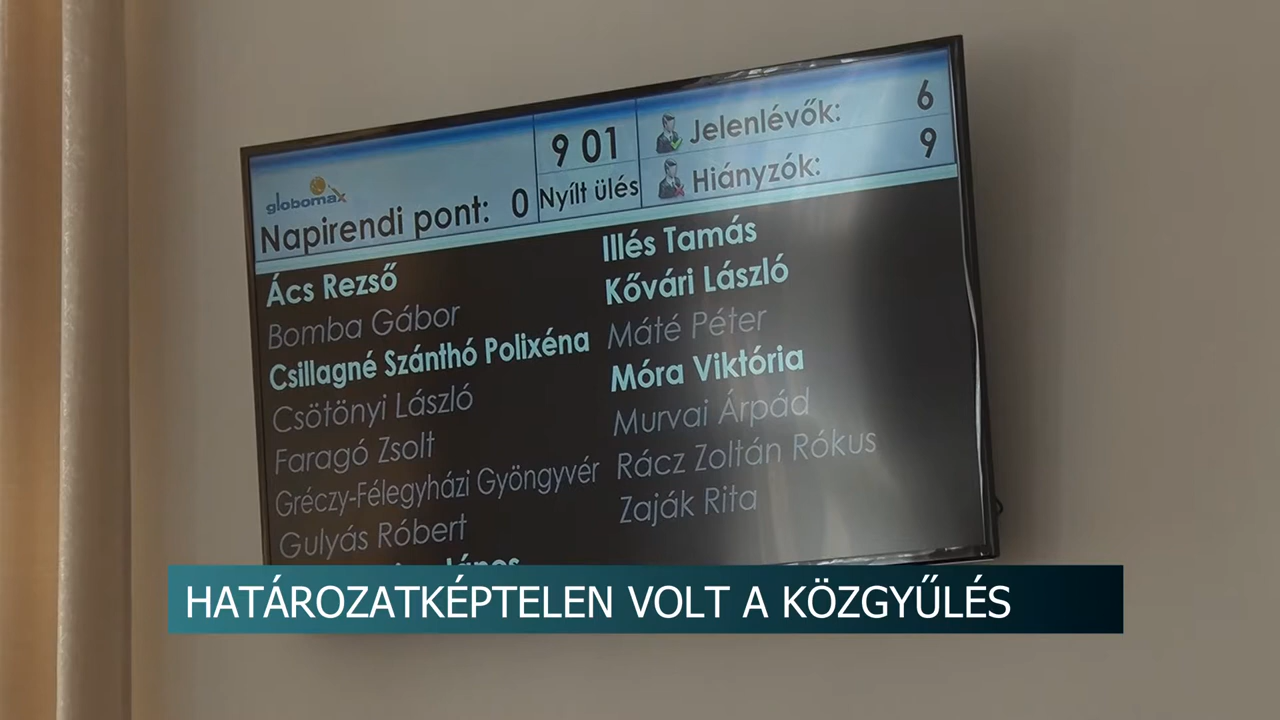 globomax
Napirendi pont: 0
9 01
Nyílt ülés
Jelenlévők: 6
Hiányzók: 9
Ács Rezső
Bomba Gábor
Csillagné Szánthó Polixéna
Csötönyi László
Faragó Zsolt
Gréczy-Félegyházi Gyöngyvér
Gulyás Róbert
Illés Tamás
Kővári László
Máté Péter
Móra Viktória
Murvai Árpád
Rácz Zoltán Rókus
Zaják Rita
HATÁROZATKÉPTELEN VOLT A KÖZGYŰLÉS